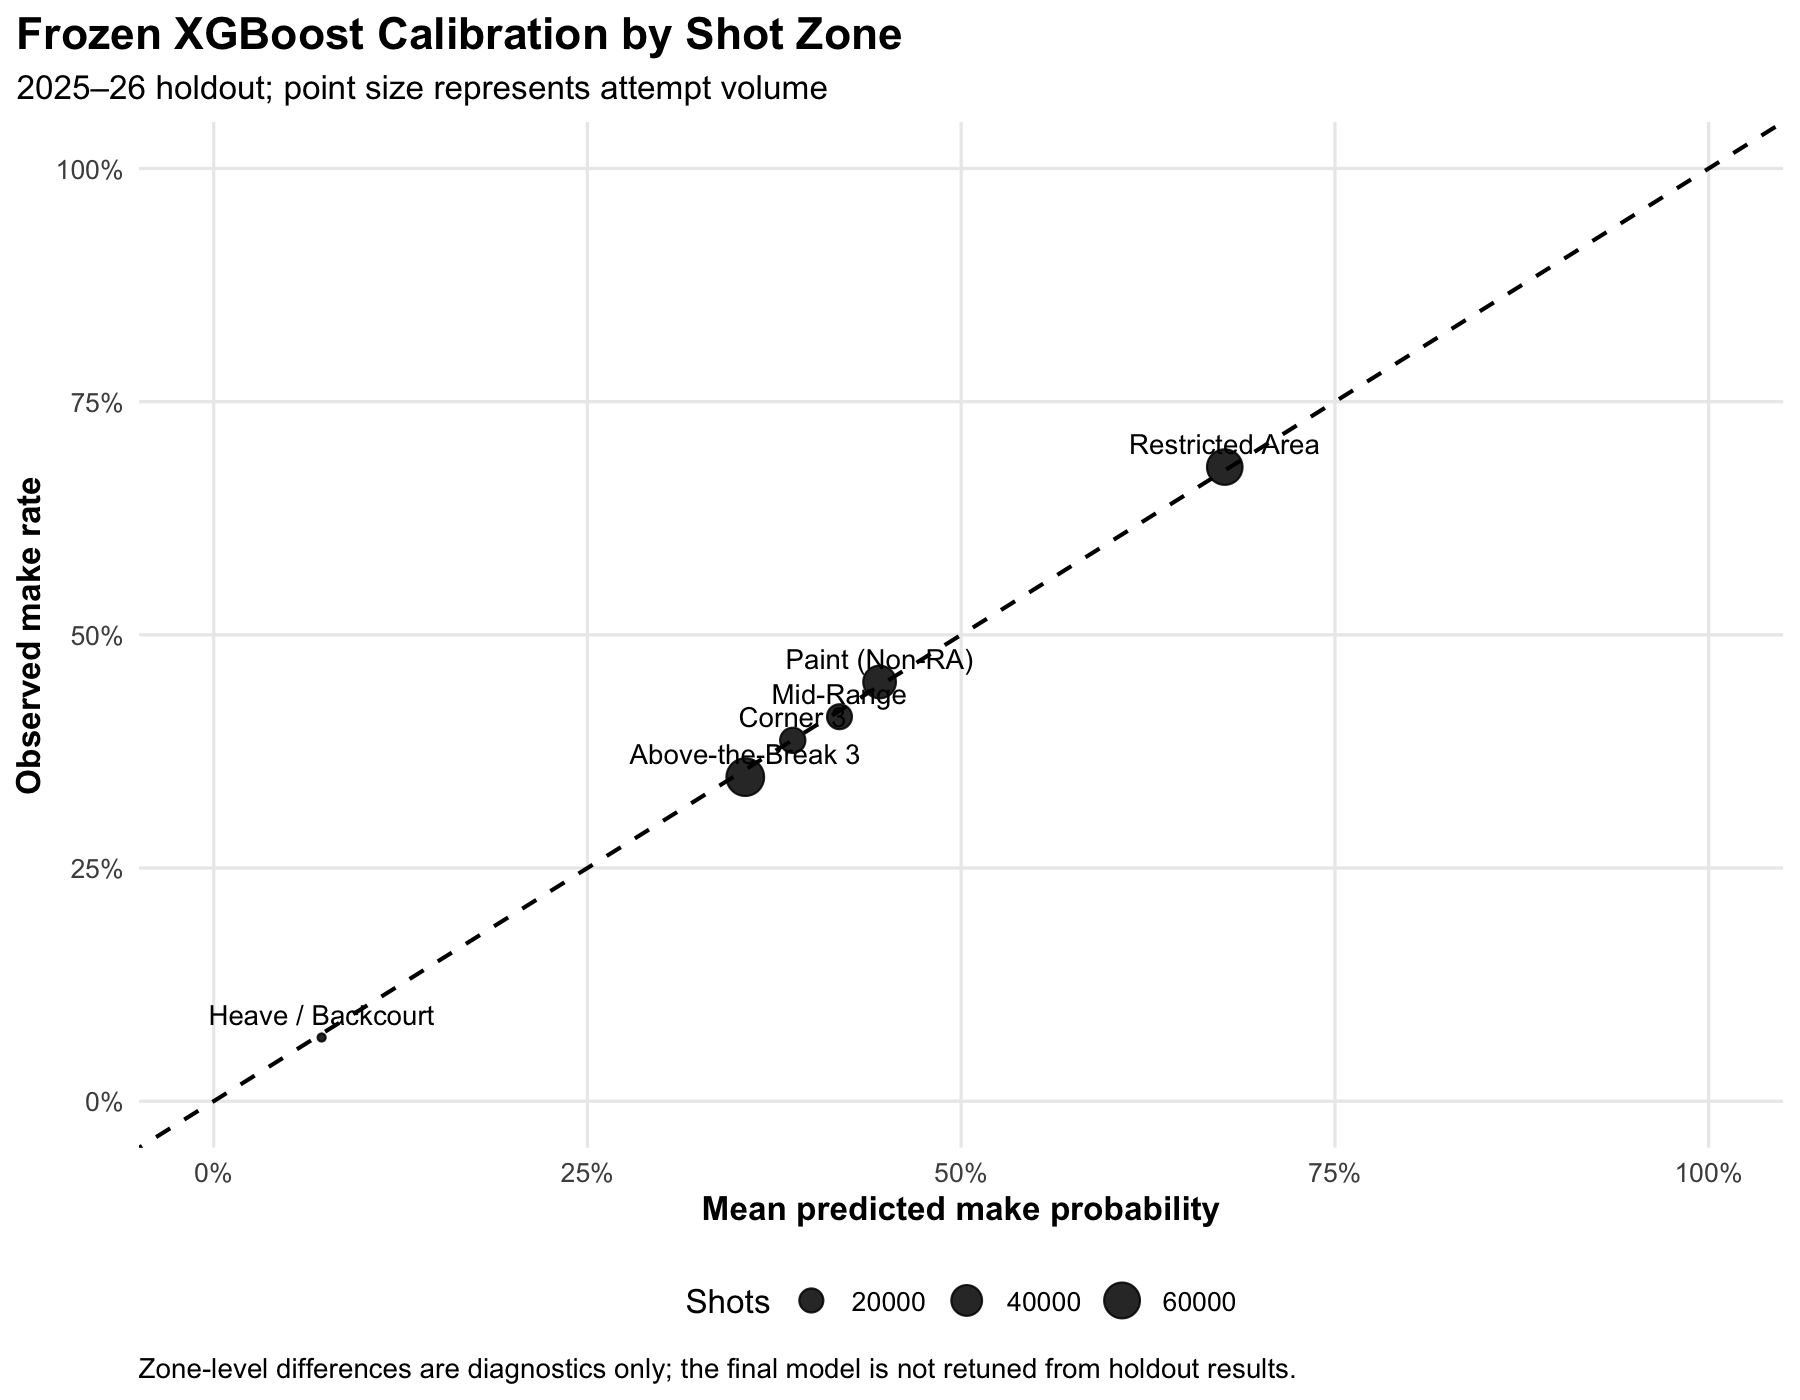 Frozen XGBoost Calibration by Shot Zone
2025–26 holdout; point size represents attempt volume
Observed make rate
100%
75%
50%
25%
0%
Restricted Area
Paint (Non-RA)
Mid-Range
Corner 3
Above-the-Break 3
Heave / Backcourt
0% 25% 50% 75% 100%
Mean predicted make probability
Shots 20000 40000 60000
Zone-level differences are diagnostics only; the final model is not retuned from holdout results.